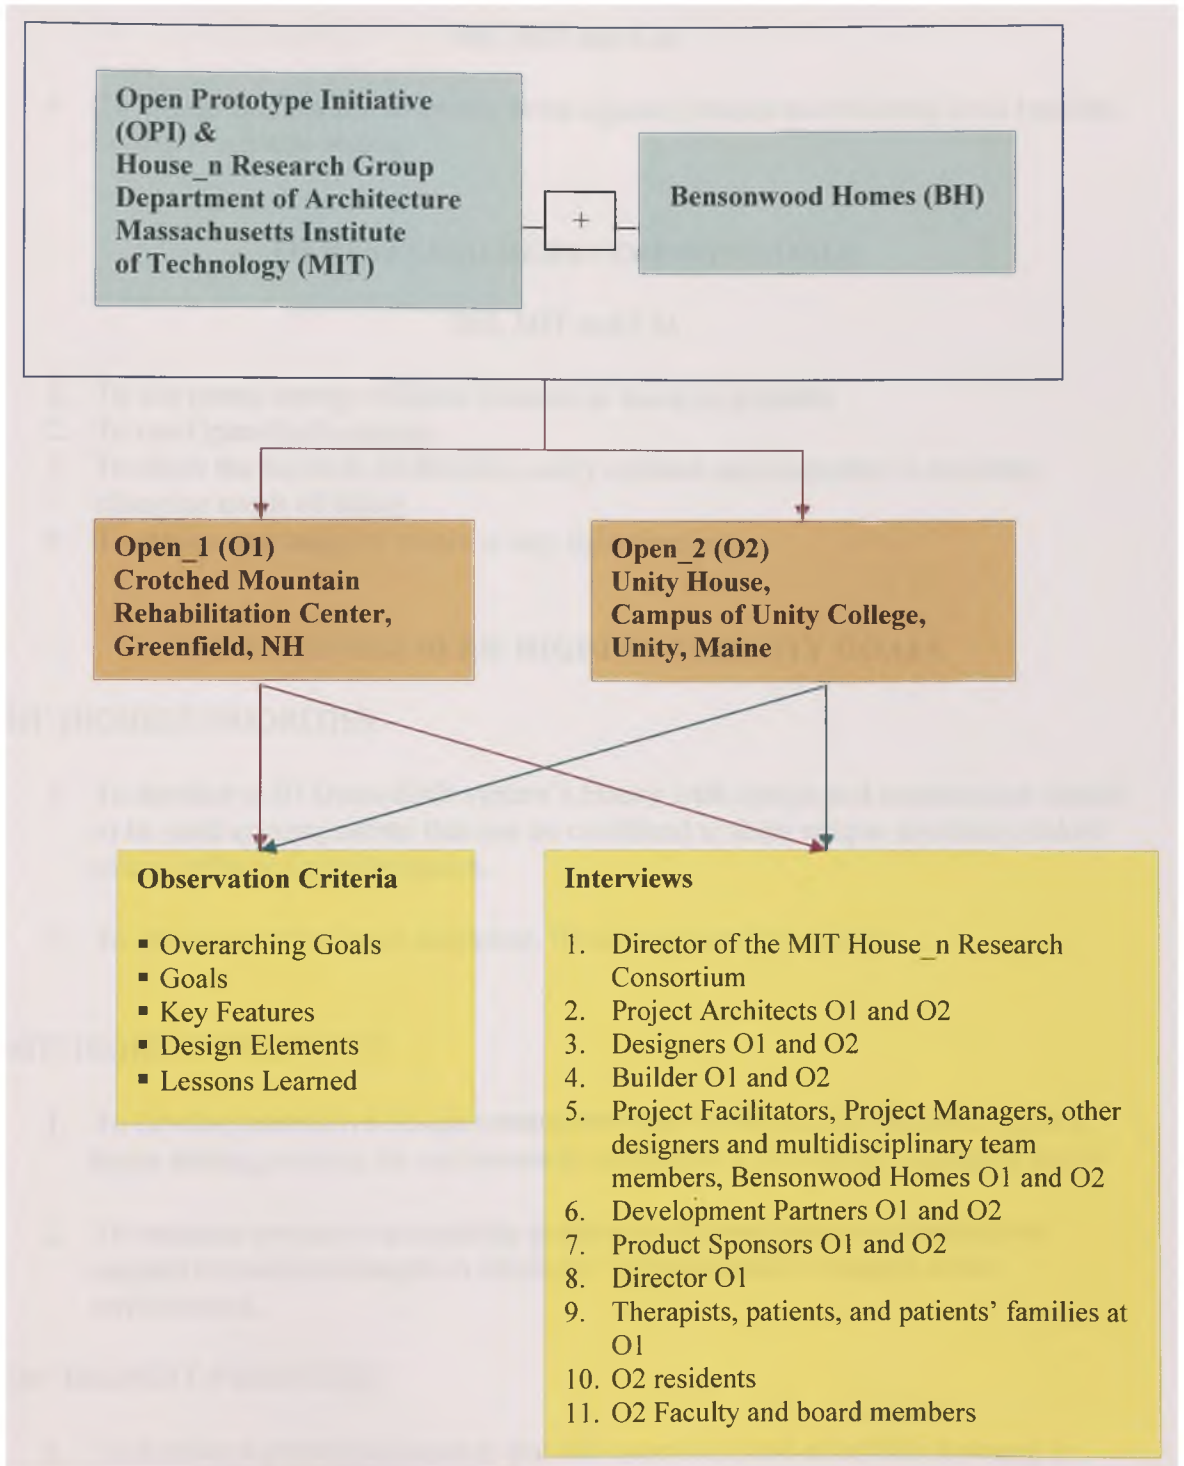 Open Prototype Initiative
(OPI) &
House_n Research Group
Department of Architecture
Massachusetts Institute
of Technology (MIT)
+
Bensonwood Homes (BH)
Open_1 (O1)
Crotched Mountain
Rehabilitation Center,
Greenfield, NH
Open_2 (O2)
Unity House,
Campus of Unity College,
Unity, Maine
Observation Criteria
▪ Overarching Goals
▪ Goals
▪ Key Features
▪ Design Elements
▪ Lessons Learned
Interviews
1. Director of the MIT House_n Research
Consortium
2. Project Architects O1 and O2
3. Designers O1 and O2
4. Builder O1 and O2
5. Project Facilitators, Project Managers, other
designers and multidisciplinary team
members, Bensonwood Homes O1 and O2
6. Development Partners O1 and O2
7. Product Sponsors O1 and O2
8. Director O1
9. Therapists, patients, and patients' families at
O1
10. O2 residents
11. O2 Faculty and board members